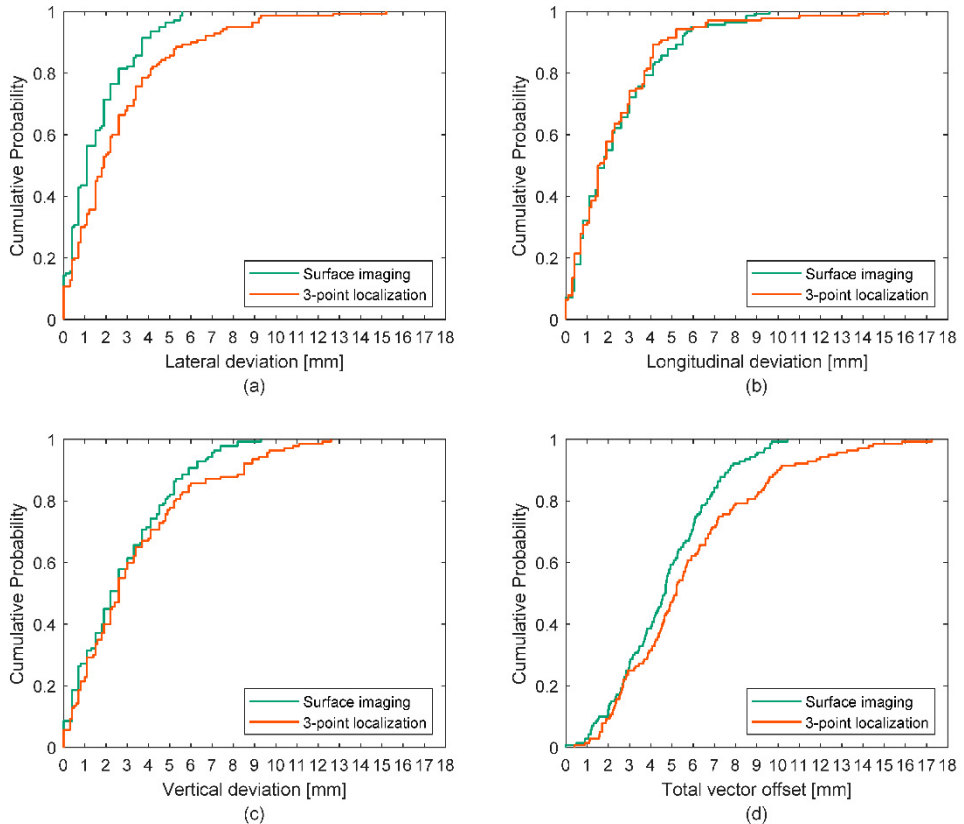 1
0.8
0.6
0.4
0.2
0
Cumulative Probability
Surface imaging
3-point localization
0 1 2 3 4 5 6 7 8 9 10 11 12 13 14 15 16 17 18
Lateral deviation [mm]
(a)
1
0.8
0.6
0.4
0.2
0
Cumulative Probability
Surface imaging
3-point localization
0 1 2 3 4 5 6 7 8 9 10 11 12 13 14 15 16 17 18
Longitudinal deviation [mm]
(b)
1
0.8
0.6
0.4
0.2
0
Cumulative Probability
Surface imaging
3-point localization
0 1 2 3 4 5 6 7 8 9 10 11 12 13 14 15 16 17 18
Vertical deviation [mm]
(c)
1
0.8
0.6
0.4
0.2
0
Cumulative Probability
Surface imaging
3-point localization
0 1 2 3 4 5 6 7 8 9 10 11 12 13 14 15 16 17 18
Total vector offset [mm]
(d)